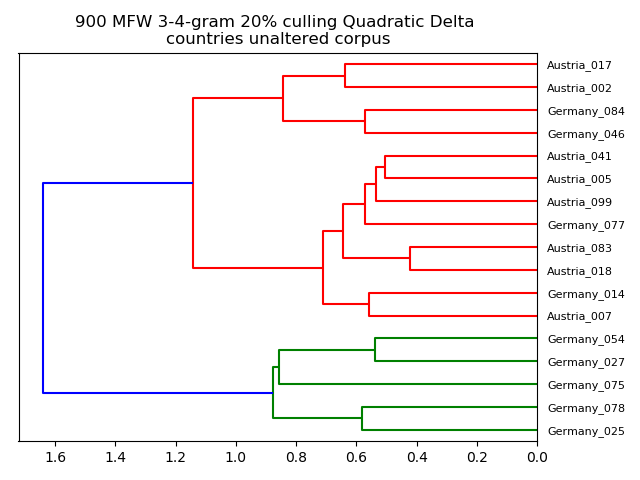 900 MFW 3-4-gram 20% culling Quadratic Delta
countries unaltered corpus
Austria_017
Austria_002
Germany_084
Germany_046
Austria_041
Austria_005
Austria_099
Germany_077
Austria_083
Austria_018
Germany_014
Austria_007
Germany_054
Germany_027
Germany_075
Germany_078
Germany_025
1.6 1.4 1.2 1.0 0.8 0.6 0.4 0.2 0.0